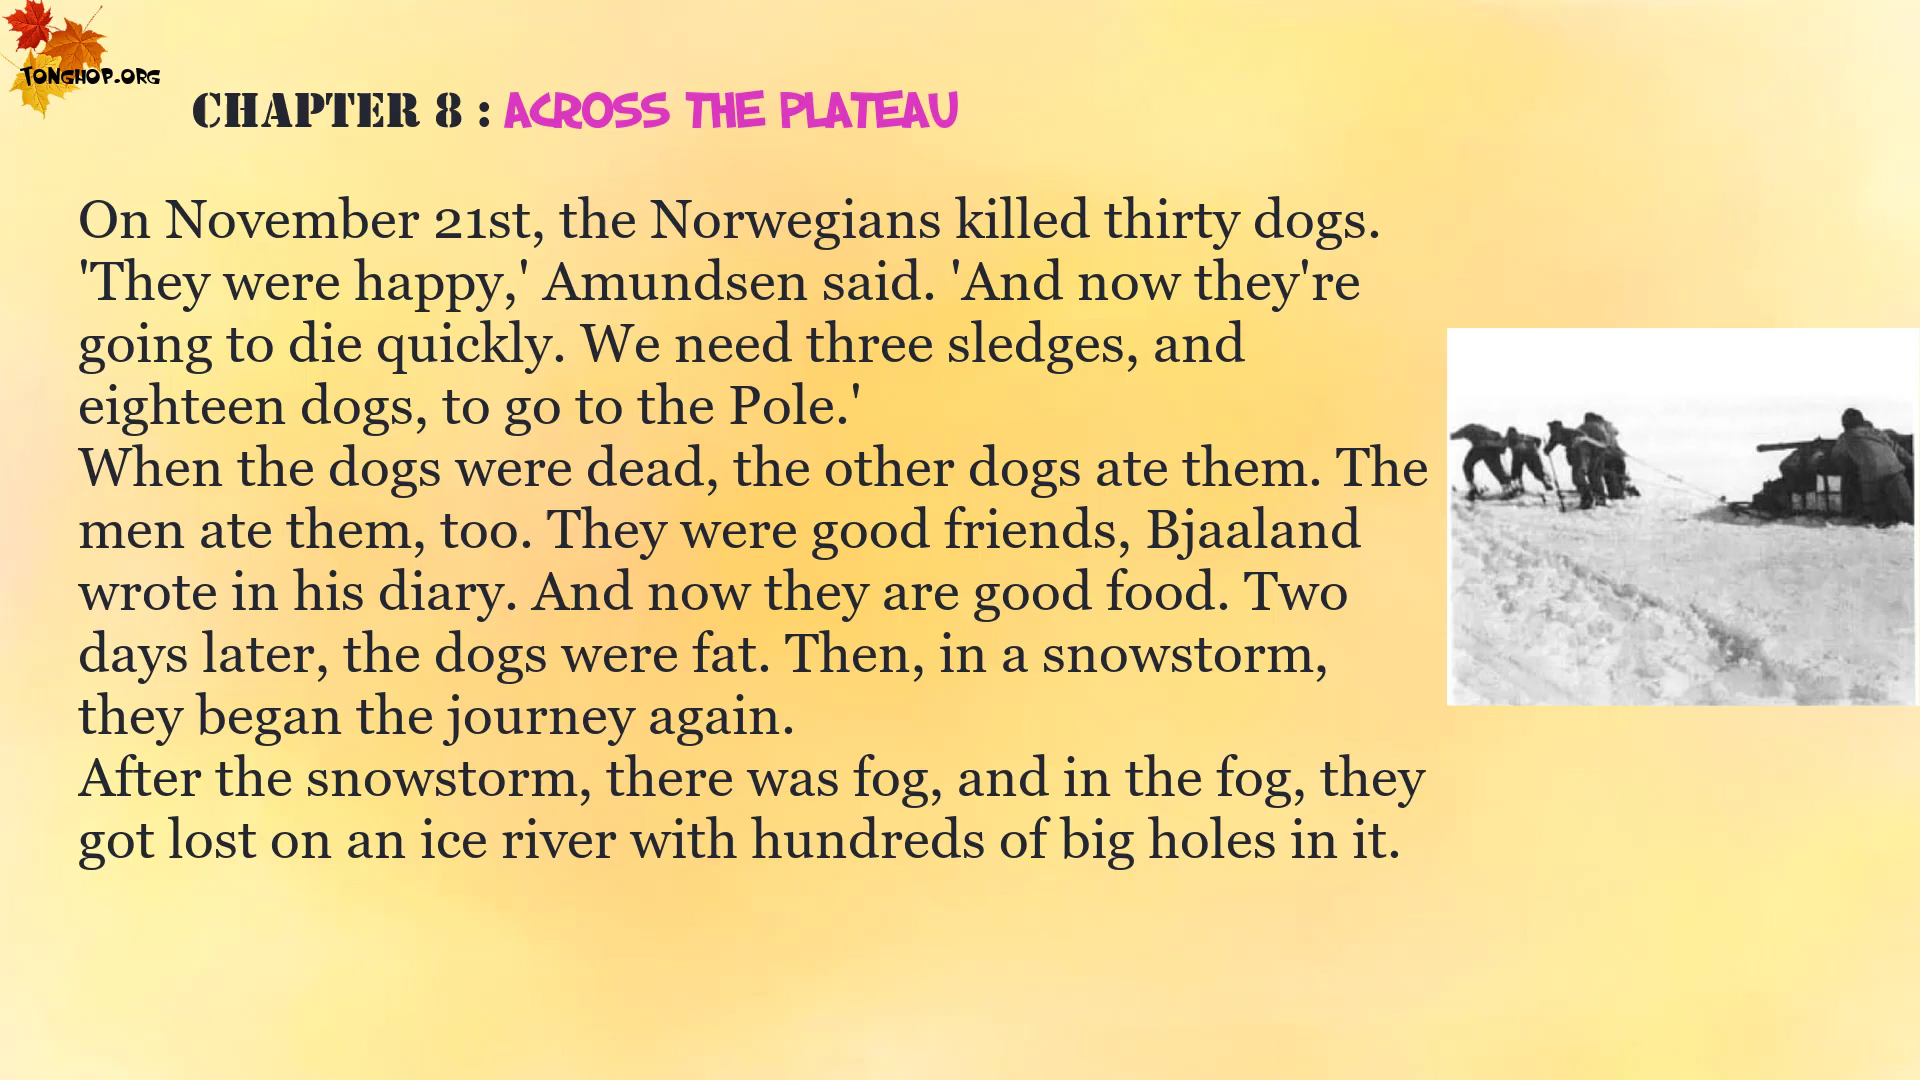 TONGHOP.ORG
CHAPTER 8 : ACROSS THE PLATEAU
On November 21st, the Norwegians killed thirty dogs.
'They were happy,' Amundsen said. 'And now they're
going to die quickly. We need three sledges, and
eighteen dogs, to go to the Pole.'
When the dogs were dead, the other dogs ate them. The
men ate them, too. They were good friends, Bjaaland
wrote in his diary. And now they are good food. Two
days later, the dogs were fat. Then, in a snowstorm,
they began the journey again.
After the snowstorm, there was fog, and in the fog, they
got lost on an ice river with hundreds of big holes in it.